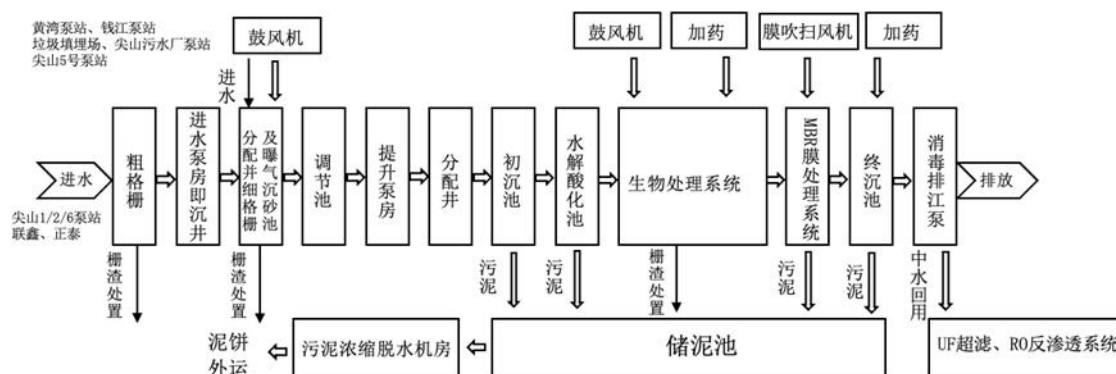 黄湾泵站、钱江泵站、
垃圾填埋场、尖山污水厂泵站
尖山5号泵站
鼓风机
鼓风机
加药
膜吹扫风机
加药
进水
进水
粗格栅
进水泵房即沉井
分配井细格栅
及曝气沉砂池
调节池
提升泵房
分配井
初沉池
水解酸化池
生物处理系统
MBR膜处理系统
终沉池
消毒排江泵
排放
尖山1/2/6泵站
联鑫、正泰
栅渣处置
栅渣处置
污泥
污泥
栅渣处置
污泥
污泥
中水回用
泥饼
外运
污泥浓缩脱水机房
储泥池
UF超滤、RO反渗透系统